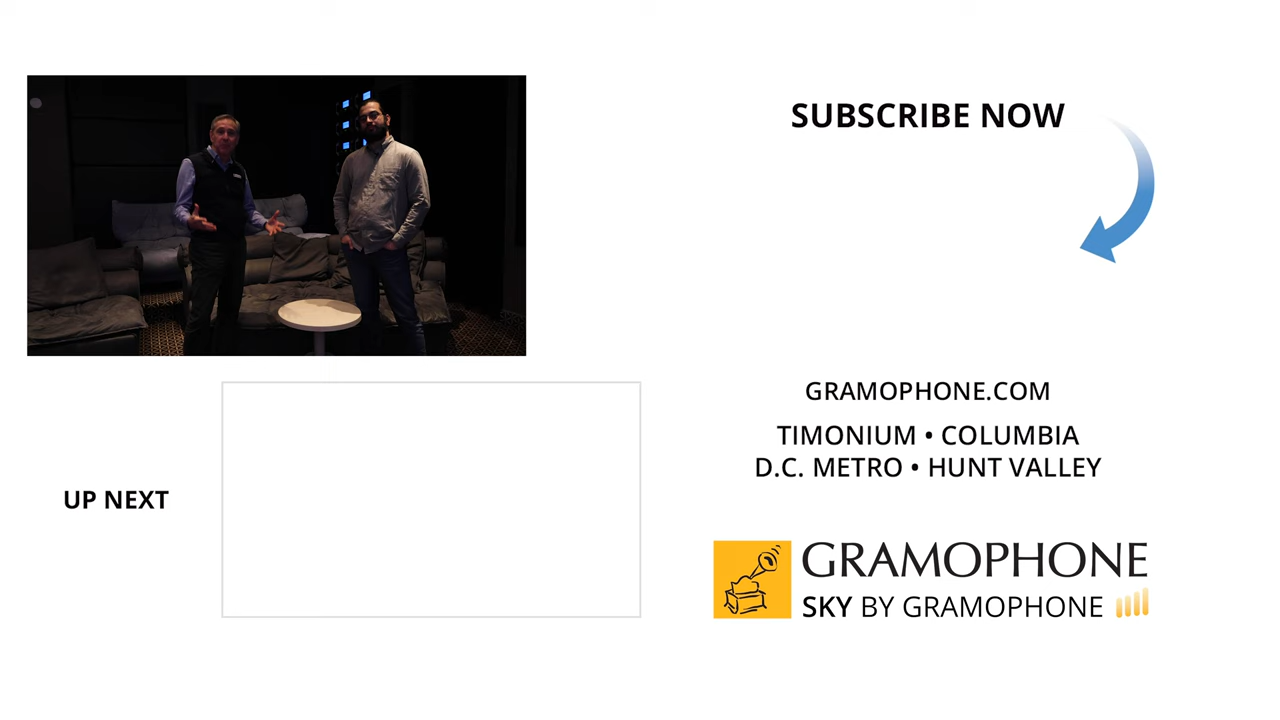 SUBSCRIBE NOW
UP NEXT
GRAMOPHONE.COM
TIMONIUM • COLUMBIA
D.C. METRO • HUNT VALLEY
GRAMOPHONE
SKY BY GRAMOPHONE